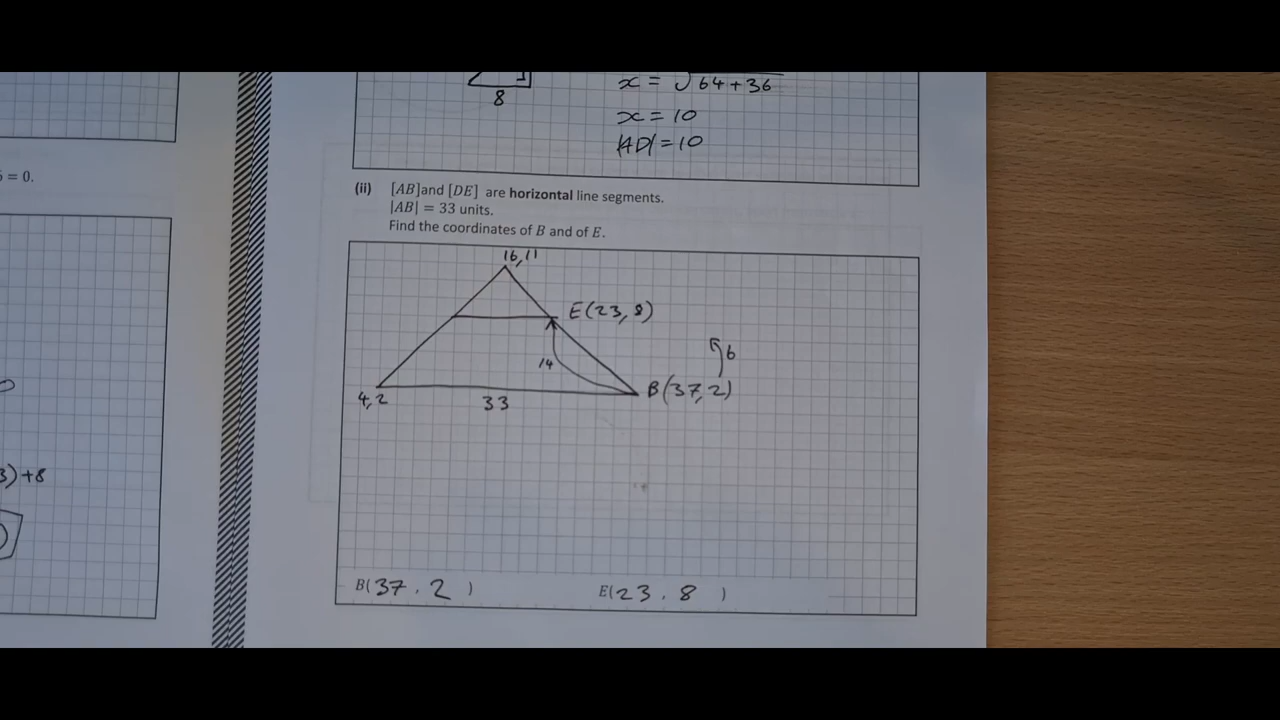 8
x = √64+36
x = 10
|AD| = 10
= 0.
(ii) [AB]and [DE] are horizontal line segments.
|AB| = 33 units.
Find the coordinates of B and of E.
16,11
E(23,8)
14
6
B(37,2)
4,2
33
3)+8
B(37, 2 )
E(23, 8 )